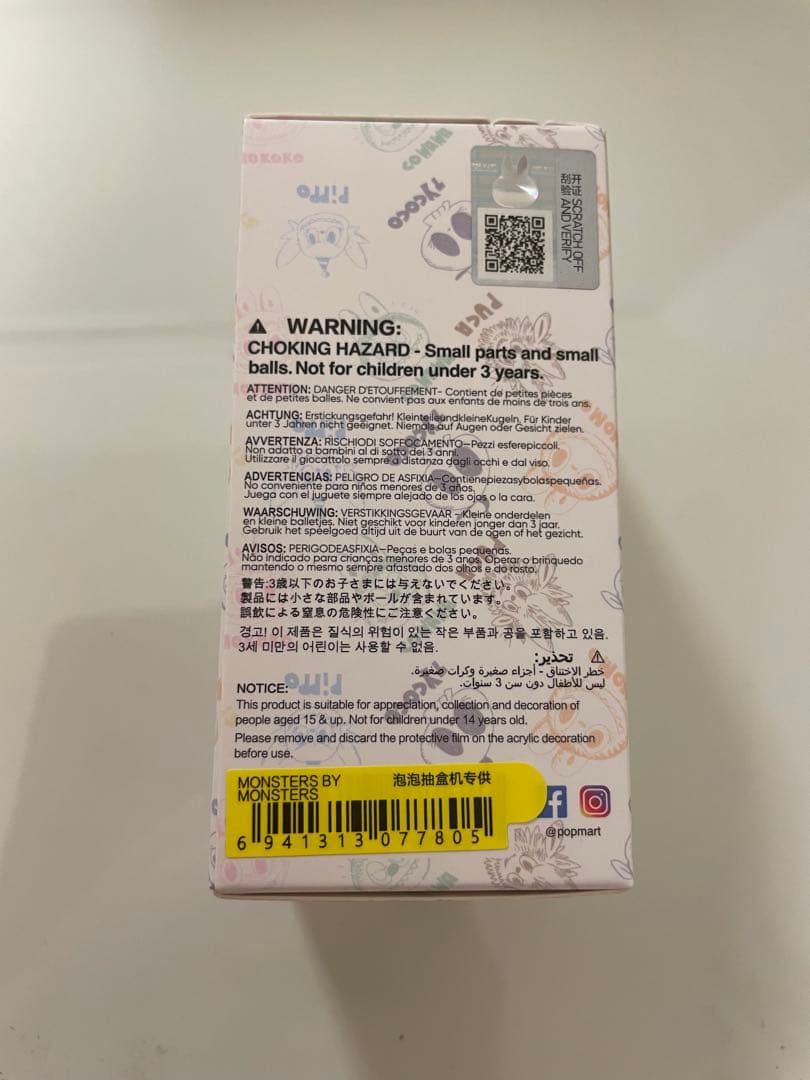 KOKO
CONANA
Piffo
TYCOCO
刮开
验证 SCRATCH OFF
AND VERIFY
PUCA
WARNING:
CHOKING HAZARD - Small parts and small
balls. Not for children under 3 years.
ATTENTION: DANGER D'ETOUFFEMENT- Contient de petites pièces
et de petites balles. Ne convient pas aux enfants de moins de trois ans.
ACHTUNG: Erstickungsgefahr! KleinteileundkleineKugeln. Für Kinder
unter 3 Jahren nicht geeignet. Niemals auf Augen oder Gesicht zielen.
AVVERTENZA: RISCHIODI SOFFOCAMENTO-Pezzi esferepiccoli.
Non adatto a bambini al di sotto dei 3 anni.
Utilizzare il giocattolo sempre a distanza dagli occhi e dal viso.
ADVERTENCIAS: PELIGRO DE ASFIXIA-Contienepiezasybolaspequeñas.
No conveniente para niños menores de 3 años.
Juega con el juguete siempre alejado de los ojos o la cara.
WAARSCHUWING: VERSTIKKINGSGEVAAR - Kleine onderdelen
en kleine balletjes. Niet geschikt voor kinderen jonger dan 3 jaar.
Gebruik het speelgoed altijd uit de buurt van de ogen of het gezicht.
AVISOS: PERIGODEASFIXIA-Peças e bolas pequenas.
Não indicado para crianças menores de 3 anos. Operar o brinquedo
mantendo o mesmo sempre afastado dos olhos e do rosto.
警告:3歳以下のお子さまには与えないでください。
製品には小さな部品やボールが含まれています。
誤飲による窒息の危険性にご注意ください。
경고! 이 제품은 질식의 위험이 있는 작은 부품과 공을 포함하고 있음.
3세 미만의 어린이는 사용할 수 없음.
تحذير:
خطر الاختناق - أجزاء صغيرة وكرات صغيرة.
ليس للأطفال دون سن 3 سنوات.
Piffo
TYCOCO
NOTICE:
This product is suitable for appreciation, collection and decoration of
people aged 15 & up. Not for children under 14 years old.
Please remove and discard the protective film on the acrylic decoration
before use.
MONSTERS BY
MONSTERS
泡泡抽盒机专供
6 941313 077805
@popmart